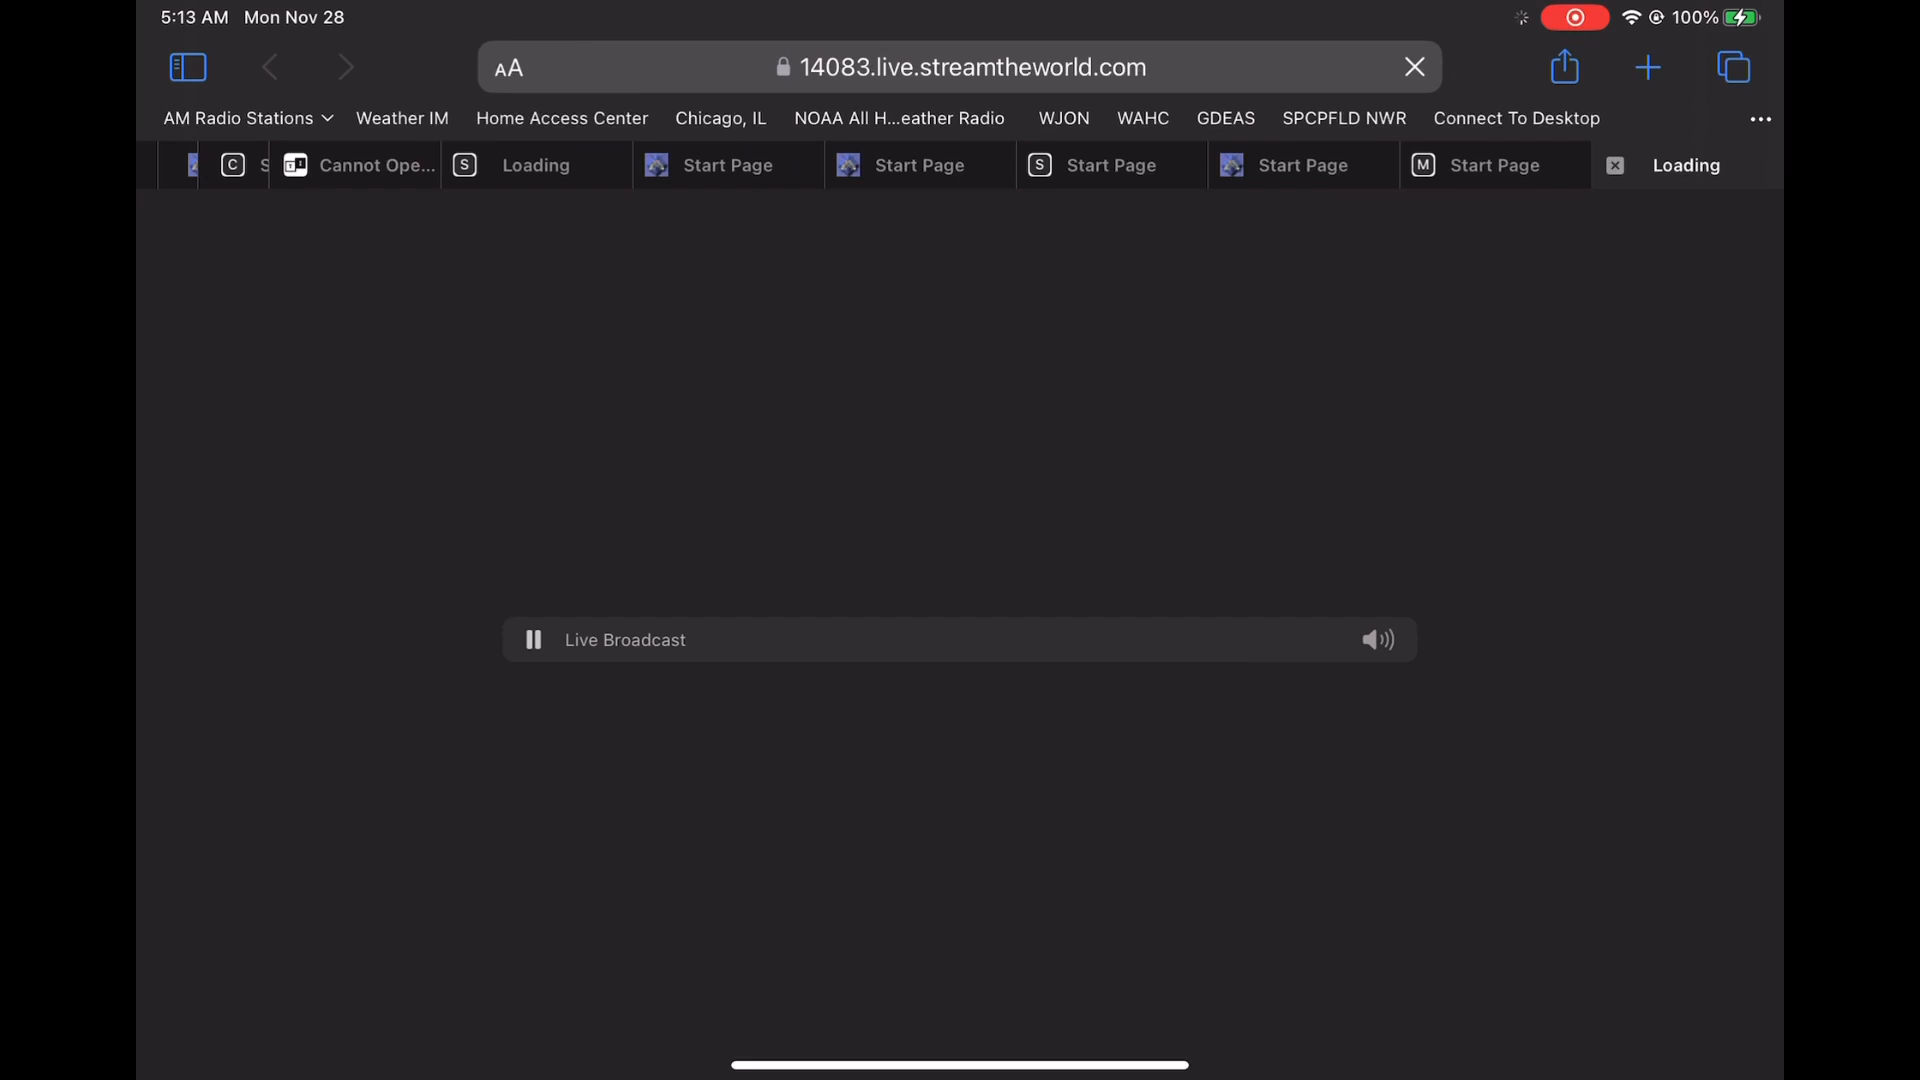 5:13 AM Mon Nov 28
100%
AA 14083.live.streamtheworld.com
AM Radio Stations Weather IM Home Access Center Chicago, IL NOAA All H...eather Radio WJON WAHC GDEAS SPCPFLD NWR Connect To Desktop
C S Cannot Ope... S Loading Start Page Start Page S Start Page Start Page M Start Page Loading
Live Broadcast